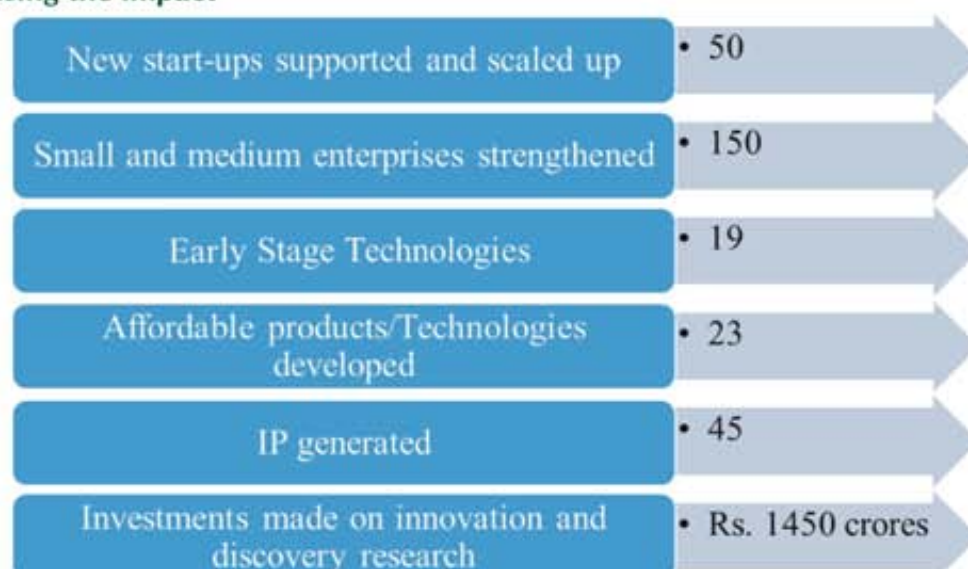 New start-ups supported and scaled up
• 50
Small and medium enterprises strengthened
• 150
Early Stage Technologies
• 19
Affordable products/Technologies
developed
• 23
IP generated
• 45
Investments made on innovation and
discovery research
• Rs. 1450 crores